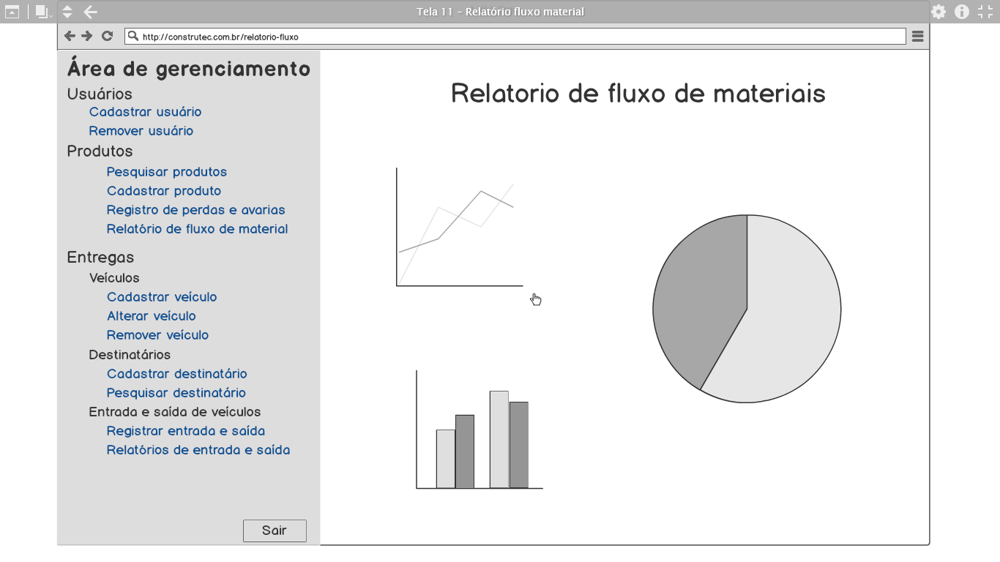 Tela 11 - Relatório fluxo material
http://construtec.com.br/relatorio-fluxo
Área de gerenciamento
Usuários
Cadastrar usuário
Remover usuário
Produtos
Pesquisar produtos
Cadastrar produto
Registro de perdas e avarias
Relatório de fluxo de material
Entregas
Veículos
Cadastrar veículo
Alterar veículo
Remover veículo
Destinatários
Cadastrar destinatário
Pesquisar destinatário
Entrada e saída de veículos
Registrar entrada e saída
Relatórios de entrada e saída
Sair
Relatorio de fluxo de materiais